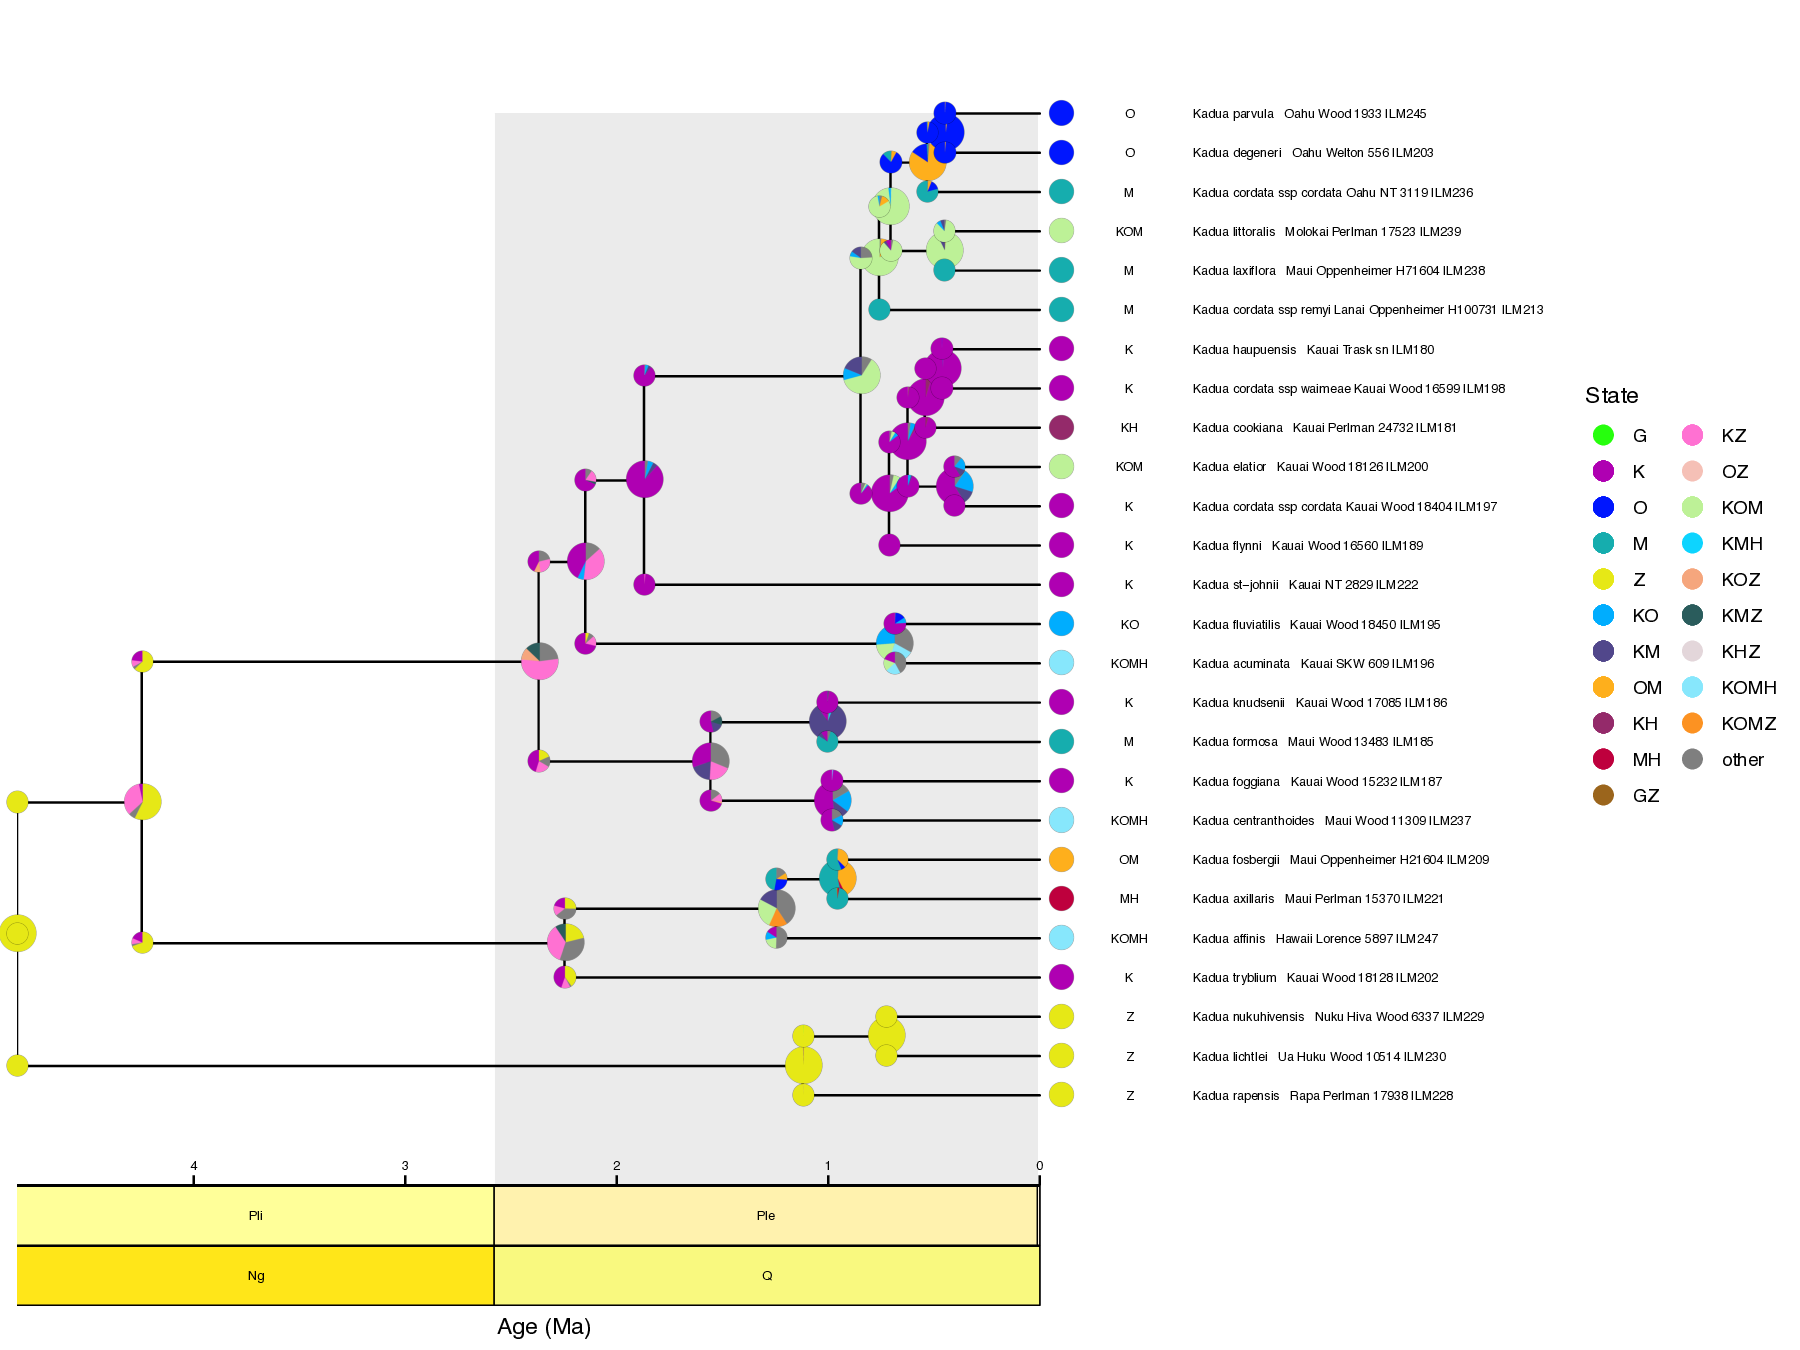 O Kadua parvula Oahu Wood 1933 ILM245
O Kadua degeneri Oahu Welton 556 ILM203
M Kadua cordata ssp cordata Oahu NT 3119 ILM236
KOM Kadua littoralis Molokai Perlman 17523 ILM239
M Kadua laxiflora Maui Oppenheimer H71604 ILM238
M Kadua cordata ssp remyi Lanai Oppenheimer H100731 ILM213
K Kadua haupuensis Kauai Trask sn ILM180
K Kadua cordata ssp waimeae Kauai Wood 16599 ILM198
KH Kadua cookiana Kauai Perlman 24732 ILM181
KOM Kadua elatior Kauai Wood 18126 ILM200
K Kadua cordata ssp cordata Kauai Wood 18404 ILM197
K Kadua flynni Kauai Wood 16560 ILM189
K Kadua st-johnii Kauai NT 2829 ILM222
KO Kadua fluviatilis Kauai Wood 18450 ILM195
KOMH Kadua acuminata Kauai SKW 609 ILM196
K Kadua knudsenii Kauai Wood 17085 ILM186
M Kadua formosa Maui Wood 13483 ILM185
K Kadua foggiana Kauai Wood 15232 ILM187
KOMH Kadua centranthoides Maui Wood 11309 ILM237
OM Kadua fosbergii Maui Oppenheimer H21604 ILM209
MH Kadua axillaris Maui Perlman 15370 ILM221
KOMH Kadua affinis Hawaii Lorence 5897 ILM247
K Kadua tryblium Kauai Wood 18128 ILM202
Z Kadua nukuhivensis Nuku Hiva Wood 6337 ILM229
Z Kadua lichtlei Ua Huku Wood 10514 ILM230
Z Kadua rapensis Rapa Perlman 17938 ILM228
State
G KZ
K OZ
O KOM
M KMH
Z KOZ
KO KMZ
KM KHZ
OM KOMH
KH KOMZ
MH other
GZ
4 3 2 1 0
Pli Ple
Ng Q
Age (Ma)